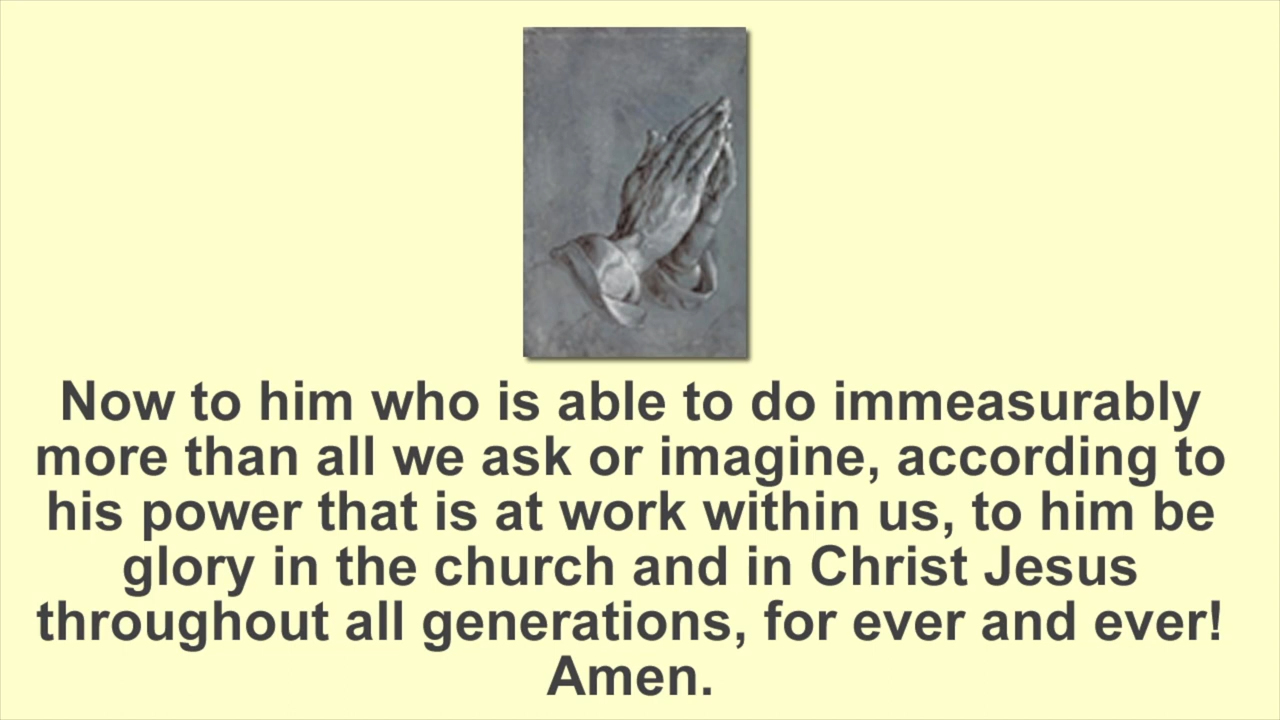 Now to him who is able to do immeasurably
more than all we ask or imagine, according to
his power that is at work within us, to him be
glory in the church and in Christ Jesus
throughout all generations, for ever and ever!
Amen.